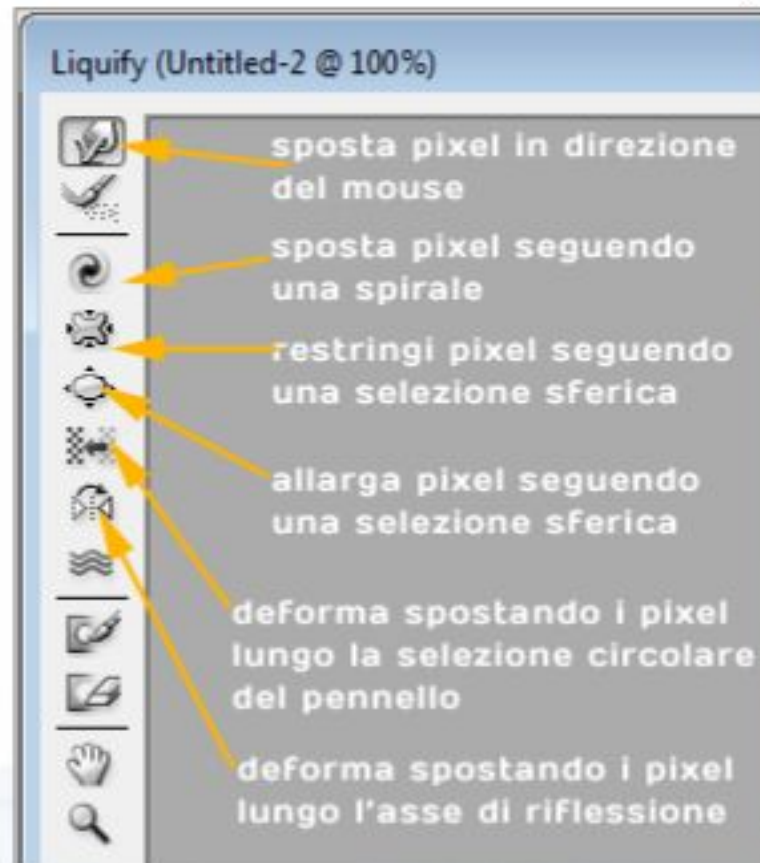 Liquify (Untitled-2 @ 100%)
sposta pixel in direzione
del mouse
sposta pixel seguendo
una spirale
restringi pixel seguendo
una selezione sferica
allarga pixel seguendo
una selezione sferica
deforma spostando i pixel
lungo la selezione circolare
del pennello
deforma spostando i pixel
lungo l'asse di riflessione